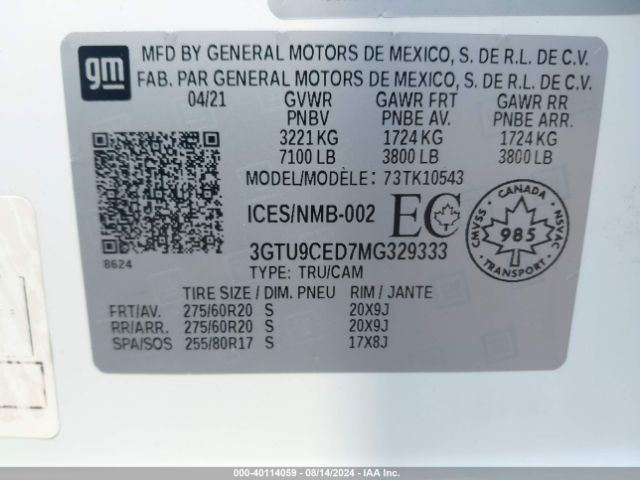 gm
MFD BY GENERAL MOTORS DE MEXICO, S. DE R.L. DE C.V.
FAB. PAR GENERAL MOTORS DE MEXICO, S. DE R.L. DE C.V.
04/21 GVWR GAWR FRT GAWR RR
PNBV PNBE AV. PNBE ARR.
3221 KG 1724 KG 1724 KG
7100 LB 3800 LB 3800 LB
MODEL/MODÈLE: 73TK10543
ICES/NMB-002 EC
CANADA
CMVSS 985 NSVAC
3GTU9CED7MG329333
8624
TYPE: TRU/CAM
TIRE SIZE / DIM. PNEU RIM / JANTE
FRT/AV. 275/60R20 S 20X9J
RR/ARR. 275/60R20 S 20X9J
SPA/SOS 255/80R17 S 17X8J
000-40114059 - 08/14/2024 - IAA, Inc.